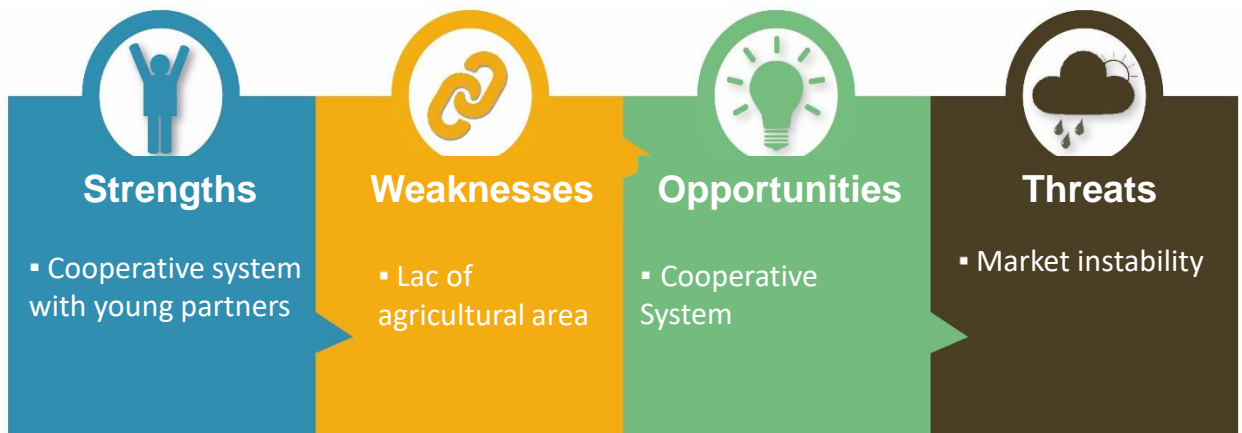 Strengths
▪ Cooperative system
with young partners
Weaknesses
▪ Lac of
agricultural area
Opportunities
▪ Cooperative
System
Threats
▪ Market instability